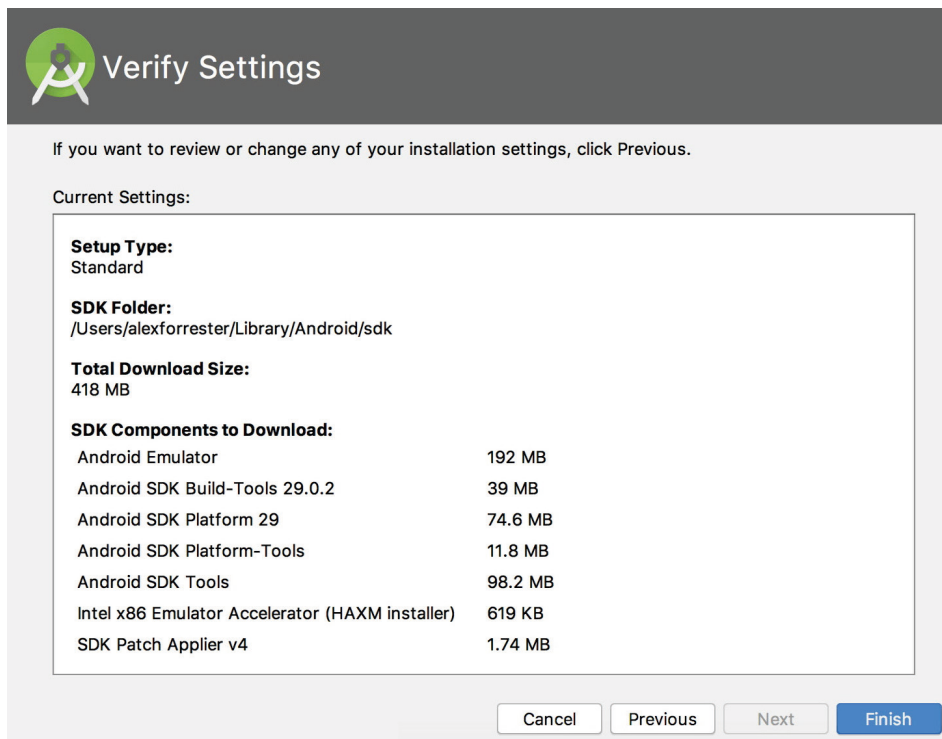 Verify Settings
If you want to review or change any of your installation settings, click Previous.
Current Settings:
Setup Type:
Standard
SDK Folder:
/Users/alexforrester/Library/Android/sdk
Total Download Size:
418 MB
SDK Components to Download:
Android Emulator 192 MB
Android SDK Build-Tools 29.0.2 39 MB
Android SDK Platform 29 74.6 MB
Android SDK Platform-Tools 11.8 MB
Android SDK Tools 98.2 MB
Intel x86 Emulator Accelerator (HAXM installer) 619 KB
SDK Patch Applier v4 1.74 MB
Cancel Previous Next Finish